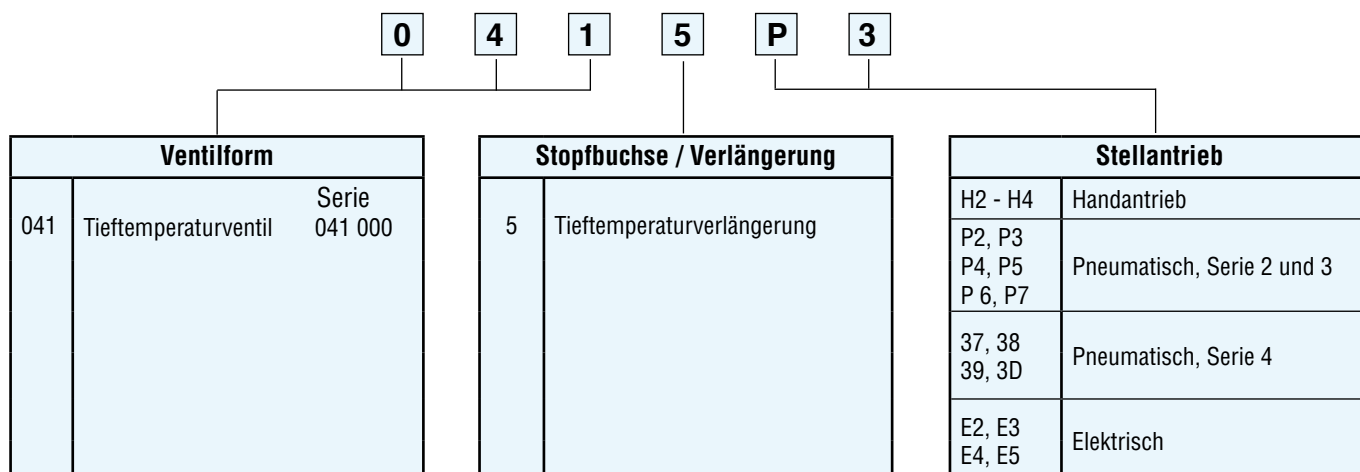 0 4 1 5 P 3
Ventilform
041 Tieftemperaturventil Serie
041 000
Stopfbuchse / Verlängerung
5 Tieftemperaturverlängerung
Stellantrieb
H2 - H4 Handantrieb
P2, P3
P4, P5
P 6, P7
Pneumatisch, Serie 2 und 3
37, 38
39, 3D
Pneumatisch, Serie 4
E2, E3
E4, E5
Elektrisch